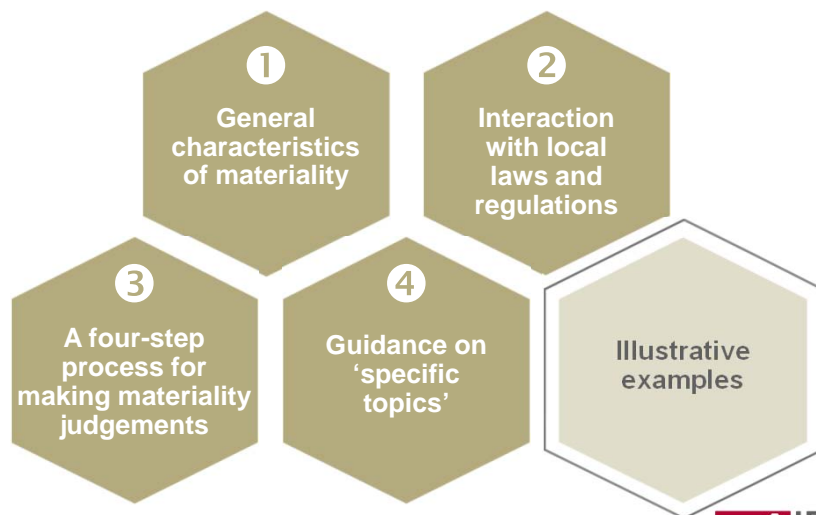 1
General
characteristics
of materiality
2
Interaction
with local
laws and
regulations
3
A four-step
process for
making materiality
judgements
4
Guidance on
‘specific
topics’
Illustrative
examples